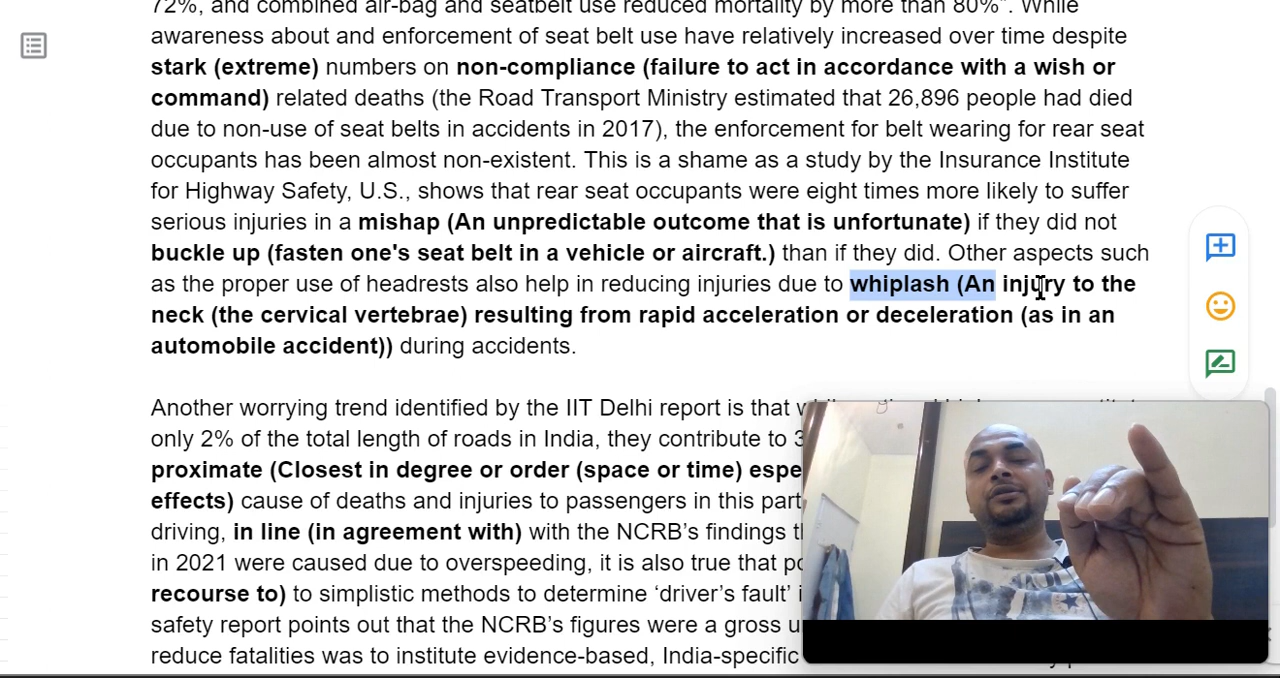 72%, and combined air-bag and seatbelt use reduced mortality by more than 80%”. While
awareness about and enforcement of seat belt use have relatively increased over time despite
stark (extreme) numbers on non-compliance (failure to act in accordance with a wish or
command) related deaths (the Road Transport Ministry estimated that 26,896 people had died
due to non-use of seat belts in accidents in 2017), the enforcement for belt wearing for rear seat
occupants has been almost non-existent. This is a shame as a study by the Insurance Institute
for Highway Safety, U.S., shows that rear seat occupants were eight times more likely to suffer
serious injuries in a mishap (An unpredictable outcome that is unfortunate) if they did not
buckle up (fasten one's seat belt in a vehicle or aircraft.) than if they did. Other aspects such
as the proper use of headrests also help in reducing injuries due to whiplash (An injury to the
neck (the cervical vertebrae) resulting from rapid acceleration or deceleration (as in an
automobile accident)) during accidents.
Another worrying trend identified by the IIT Delhi report is that
only 2% of the total length of roads in India, they contribute to
proximate (Closest in degree or order (space or time)
effects) cause of deaths and injuries to passengers in this
driving, in line (in agreement with) with the NCRB’s findings
in 2021 were caused due to overspeeding, it is also true that
recourse to) to simplistic methods to determine ‘driver’s fault’
safety report points out that the NCRB’s figures were a gross
reduce fatalities was to institute evidence-based, India-specific